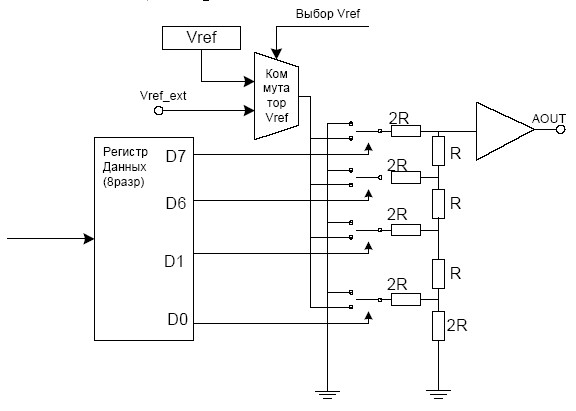 Выбор Vref
Vref
Ком
мута
тор
Vref
Vref_ext
Регистр
Данных
(8разр)
D7
D6
D1
D0
2R
2R
2R
2R
R
R
R
2R
AOUT